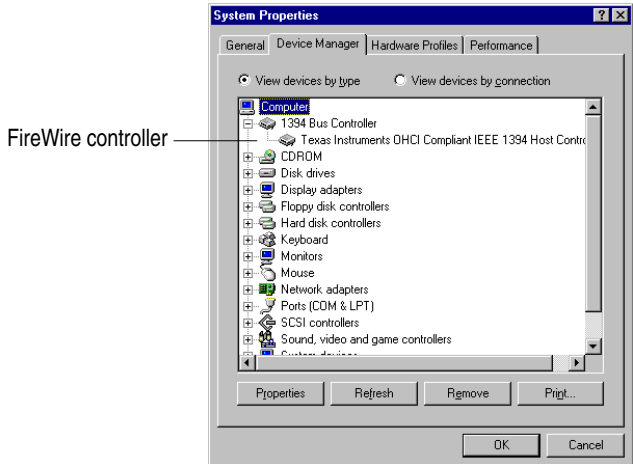 System Properties
General Device Manager Hardware Profiles Performance
View devices by type View devices by connection
Computer
1394 Bus Controller
FireWire controller
Texas Instruments OHCI Compliant IEEE 1394 Host Contro
CDROM
Disk drives
Display adapters
Floppy disk controllers
Hard disk controllers
Keyboard
Monitors
Mouse
Network adapters
Ports (COM & LPT)
SCSI controllers
Sound, video and game controllers
System devices
Properties Refresh Remove Print...
OK Cancel